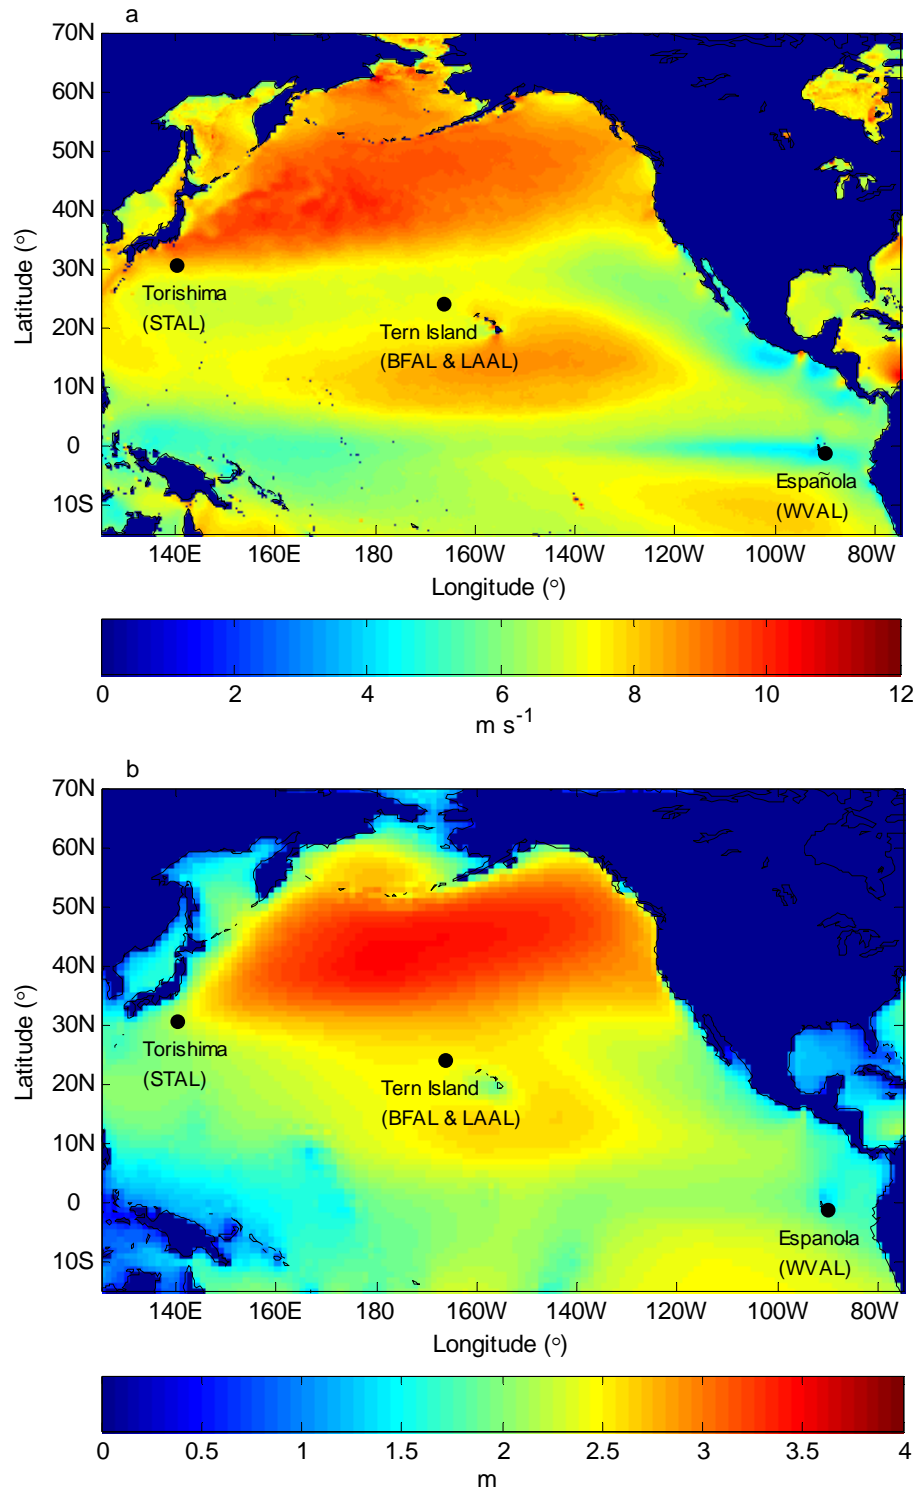 a
70N
60N
50N
40N
30N
20N
10N
0
10S
Latitude (°)
Torishima
(STAL)
Tern Island
(BFAL & LAAL)
Española
(WVAL)
140E 160E 180 160W 140W 120W 100W 80W
Longitude (°)
0 2 4 6 8 10 12
m s-1
b
70N
60N
50N
40N
30N
20N
10N
0
10S
Latitude (°)
Torishima
(STAL)
Tern Island
(BFAL & LAAL)
Espanola
(WVAL)
140E 160E 180 160W 140W 120W 100W 80W
Longitude (°)
0 0.5 1 1.5 2 2.5 3 3.5 4
m